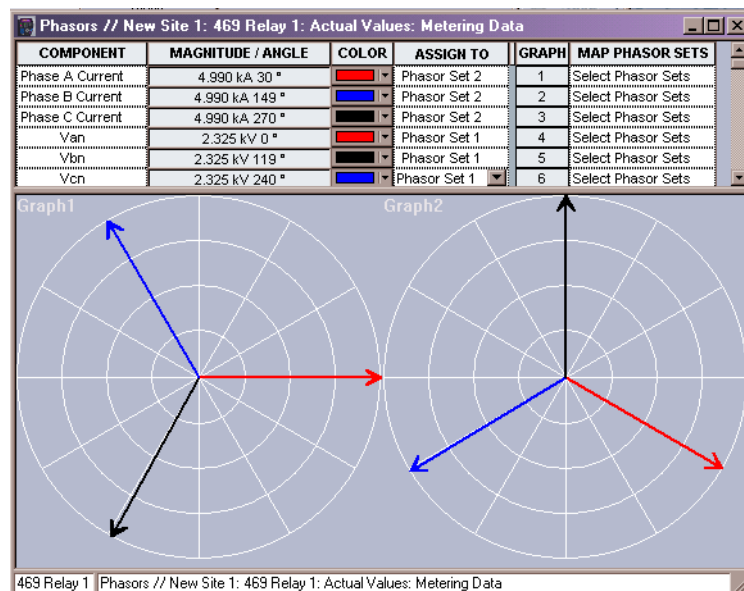 Phasors // New Site 1: 469 Relay 1: Actual Values: Metering Data
COMPONENT MAGNITUDE / ANGLE COLOR ASSIGN TO GRAPH MAP PHASOR SETS
Phase A Current 4.990 kA 30 ° Phasor Set 2 1 Select Phasor Sets
Phase B Current 4.990 kA 149 ° Phasor Set 2 2 Select Phasor Sets
Phase C Current 4.990 kA 270 ° Phasor Set 2 3 Select Phasor Sets
Van 2.325 kV 0 ° Phasor Set 1 4 Select Phasor Sets
Vbn 2.325 kV 119 ° Phasor Set 1 5 Select Phasor Sets
Vcn 2.325 kV 240 ° Phasor Set 1 6 Select Phasor Sets
Graph1 Graph2
469 Relay 1 Phasors // New Site 1: 469 Relay 1: Actual Values: Metering Data